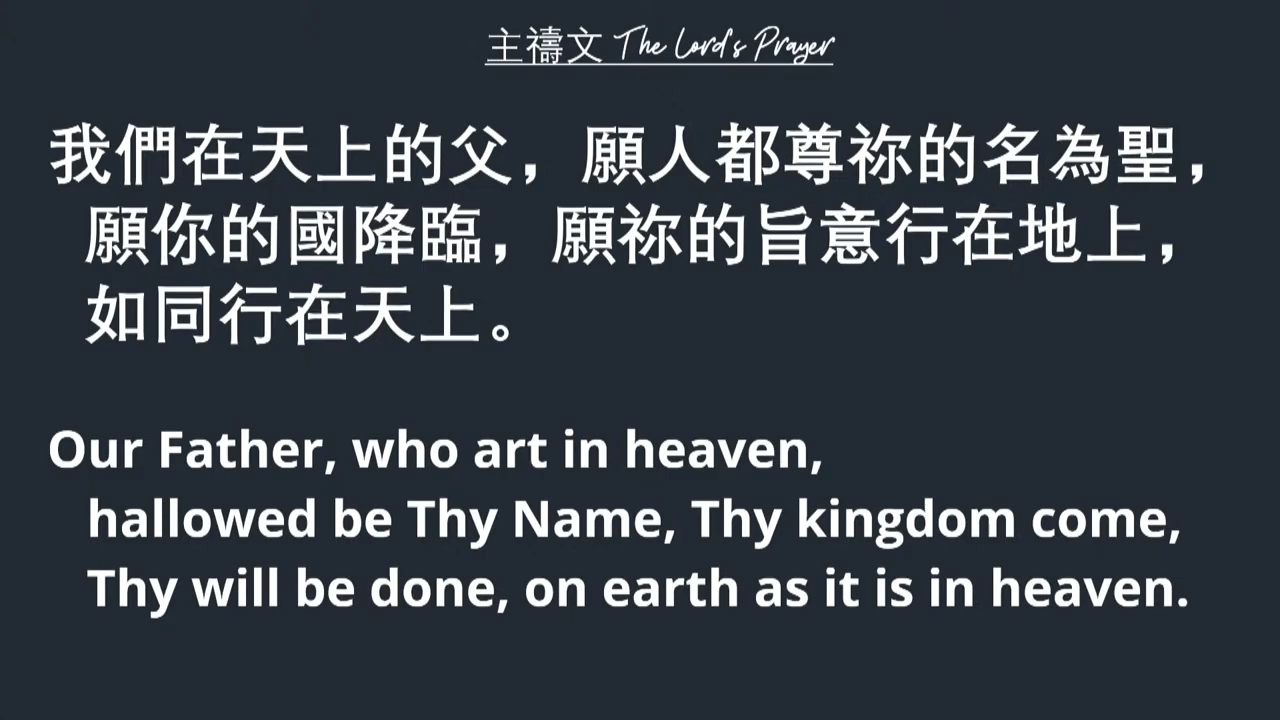 主禱文 The Lord's Prayer
我們在天上的父，願人都尊祢的名為聖，
願你的國降臨，願祢的旨意行在地上，
如同行在天上。
Our Father, who art in heaven,
hallowed be Thy Name, Thy kingdom come,
Thy will be done, on earth as it is in heaven.